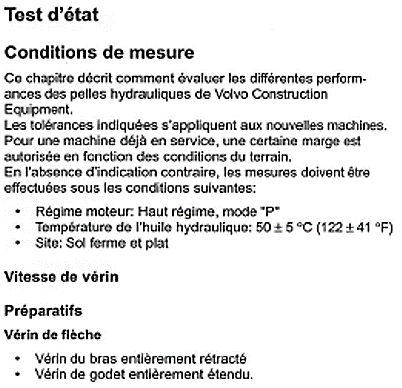 Test d'état
Conditions de mesure
Ce chapitre décrit comment évaluer les différentes perform-
ances des pelles hydrauliques de Volvo Construction
Equipment.
Les tolérances indiquées s'appliquent aux nouvelles machines.
Pour une machine déjà en service, une certaine marge est
autorisée en fonction des conditions du terrain.
En l'absence d'indication contraire, les mesures doivent être
effectuées sous les conditions suivantes:
• Régime moteur: Haut régime, mode "P"
• Température de l'huile hydraulique: 50 ± 5 °C (122 ± 41 °F)
• Site: Sol ferme et plat
Vitesse de vérin
Préparatifs
Vérin de flèche
• Vérin du bras entièrement rétracté
• Vérin de godet entièrement étendu.